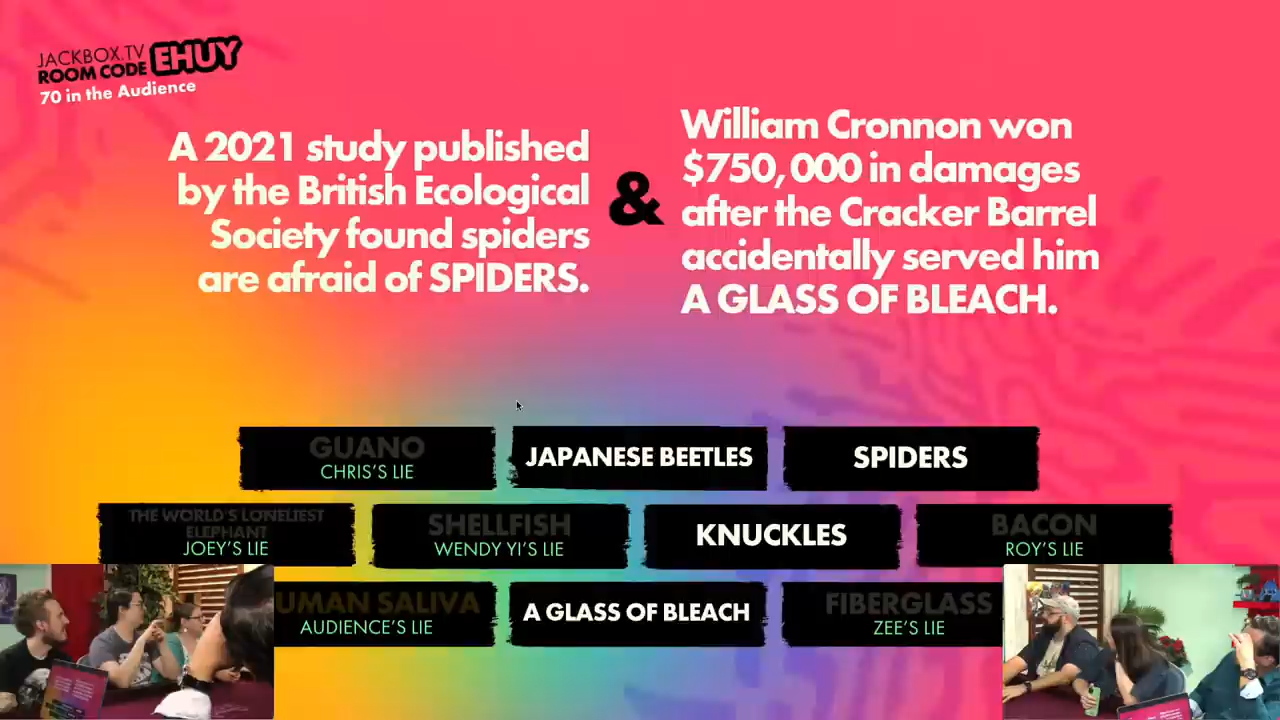 JACKBOX.TV
ROOM CODE EHUY
70 in the Audience
A 2021 study published
by the British Ecological
Society found spiders
are afraid of SPIDERS.
&
William Cronnon won
$750,000 in damages
after the Cracker Barrel
accidentally served him
A GLASS OF BLEACH.
GUANO
CHRIS'S LIE
JAPANESE BEETLES
SPIDERS
THE WORLD'S LONELIEST
ELEPHANT
JOEY'S LIE
SHELLFISH
WENDY YI'S LIE
KNUCKLES
BACON
ROY'S LIE
UMAN SALIVA
AUDIENCE'S LIE
A GLASS OF BLEACH
FIBERGLASS
ZEE'S LIE